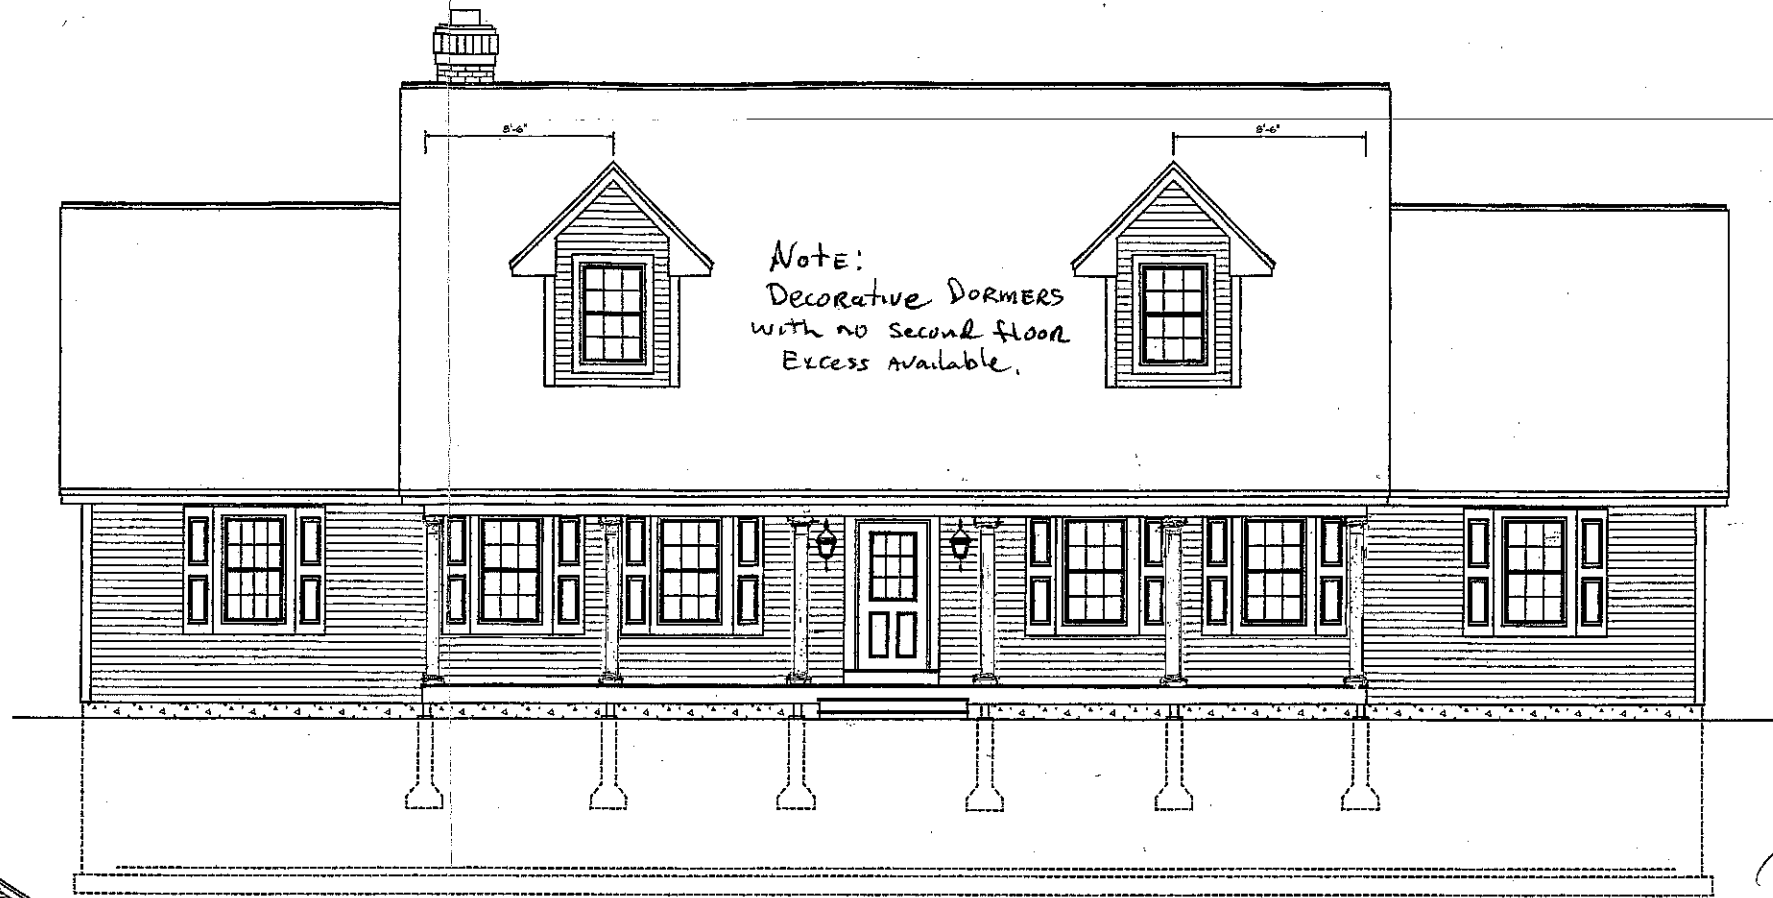 8'-6"
8'-6"
Note:
Decorative Dormers
with no second floor
Excess Available.